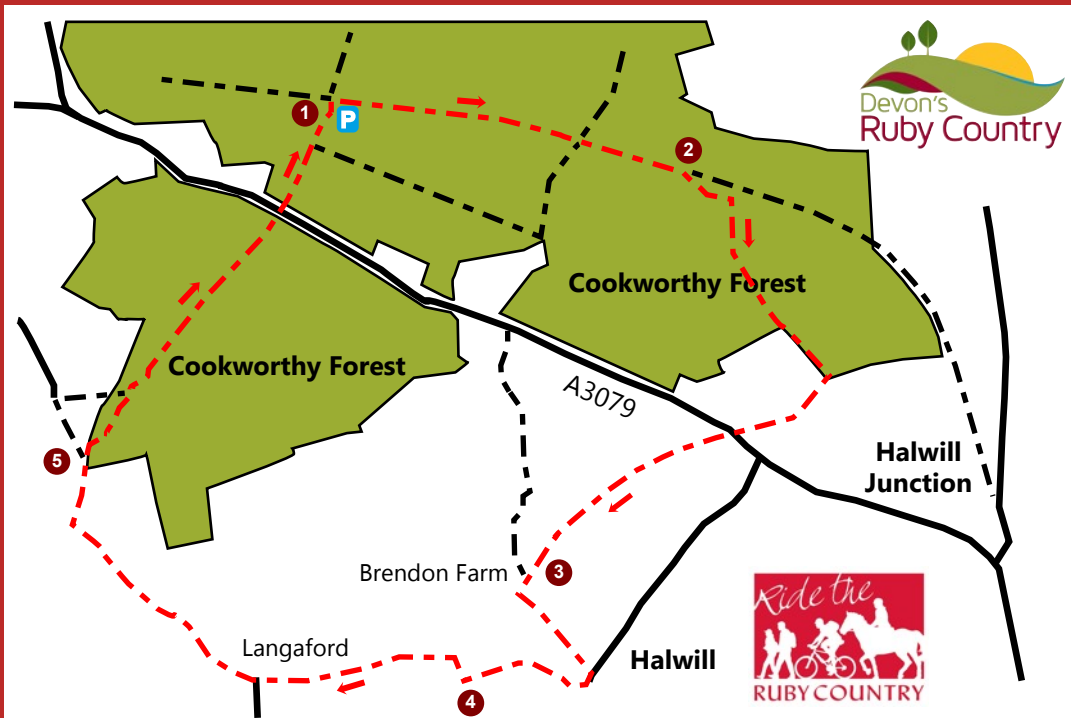 Devon's
Ruby Country
1
P
2
Cookworthy Forest
Cookworthy Forest
A3079
5
Halwill
Junction
Brendon Farm
3
Ride the
Langaford
Halwill
4
RUBY COUNTRY